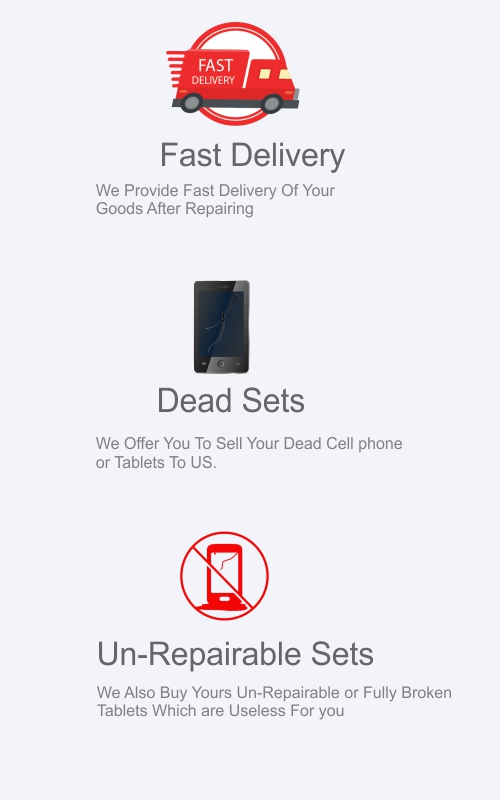 FAST
DELIVERY
Fast Delivery
We Provide Fast Delivery Of Your
Goods After Repairing
Dead Sets
We Offer You To Sell Your Dead Cell phone
or Tablets To US.
Un-Repairable Sets
We Also Buy Yours Un-Repairable or Fully Broken
Tablets Which are Useless For you